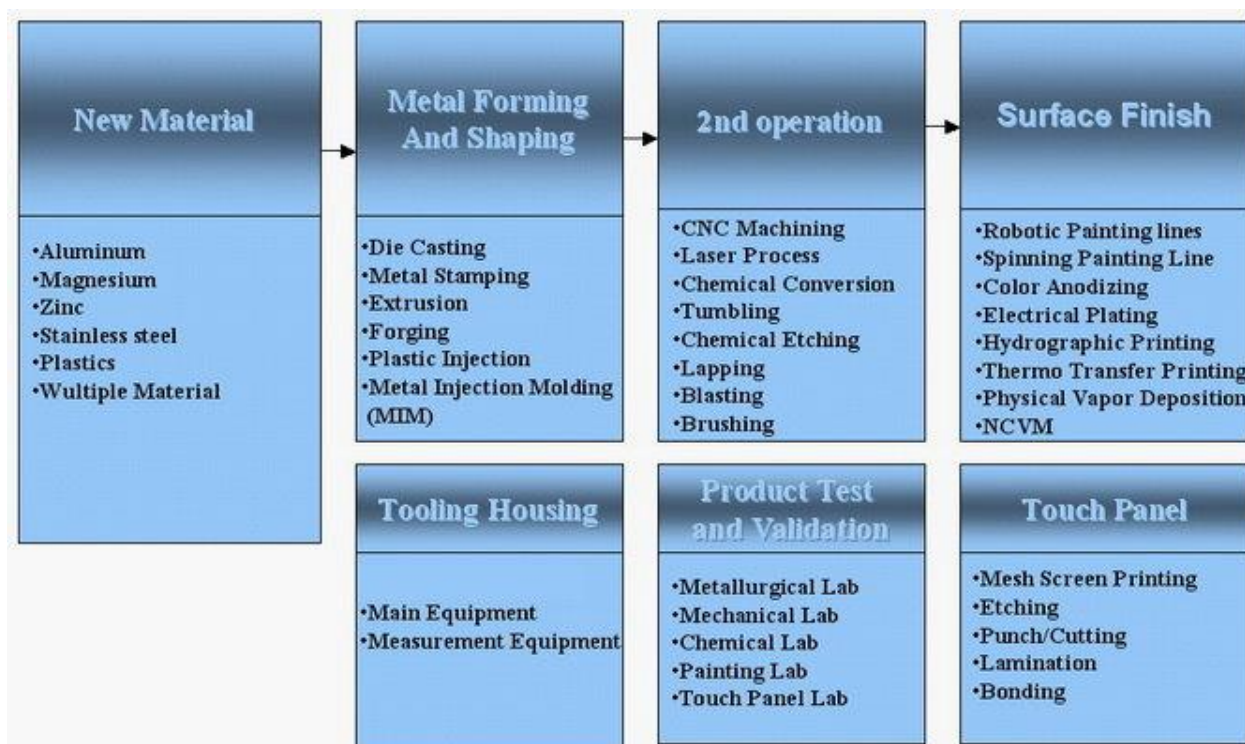 New Material
•Aluminum
•Magnesium
•Zinc
•Stainless steel
•Plastics
•Wultiple Material
Metal Forming
And Shaping
•Die Casting
•Metal Stamping
•Extrusion
•Forging
•Plastic Injection
•Metal Injection Molding
(MIM)
2nd operation
•CNC Machining
•Laser Process
•Chemical Conversion
•Tumbling
•Chemical Etching
•Lapping
•Blasting
•Brushing
Surface Finish
•Robotic Painting lines
•Spinning Painting Line
•Color Anodizing
•Electrical Plating
•Hydrographic Printing
•Thermo Transfer Printing
•Physical Vapor Deposition
•NCVM
Tooling Housing
•Main Equipment
•Measurement Equipment
Product Test
and Validation
•Metallurgical Lab
•Mechanical Lab
•Chemical Lab
•Painting Lab
•Touch Panel Lab
Touch Panel
•Mesh Screen Printing
•Etching
•Punch/Cutting
•Lamination
•Bonding